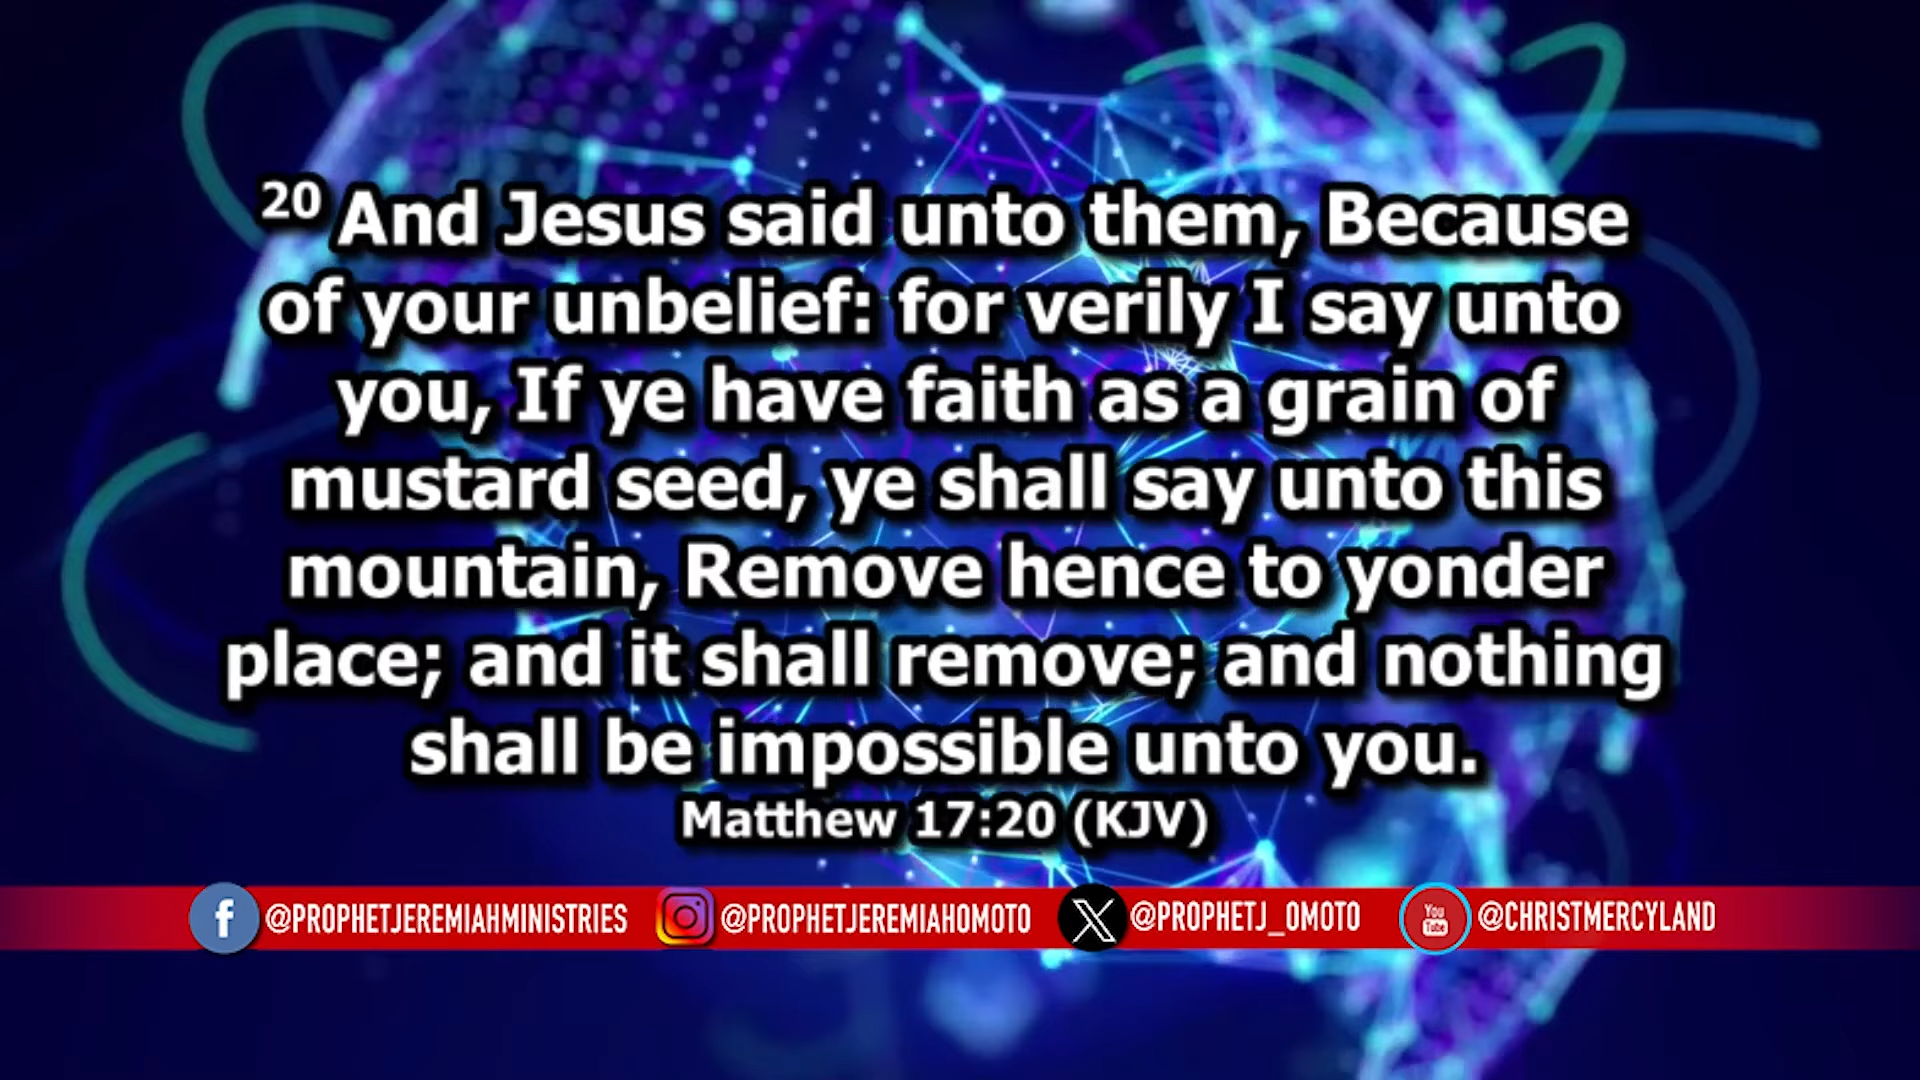 20 And Jesus said unto them, Because
of your unbelief: for verily I say unto
you, If ye have faith as a grain of
mustard seed, ye shall say unto this
mountain, Remove hence to yonder
place; and it shall remove; and nothing
shall be impossible unto you.
Matthew 17:20 (KJV)
f @PROPHETJEREMIAHMINISTRIES @PROPHETJEREMIAHOMOTO X @PROPHETJ_OMOTO You Tube @CHRISTMERCYLAND